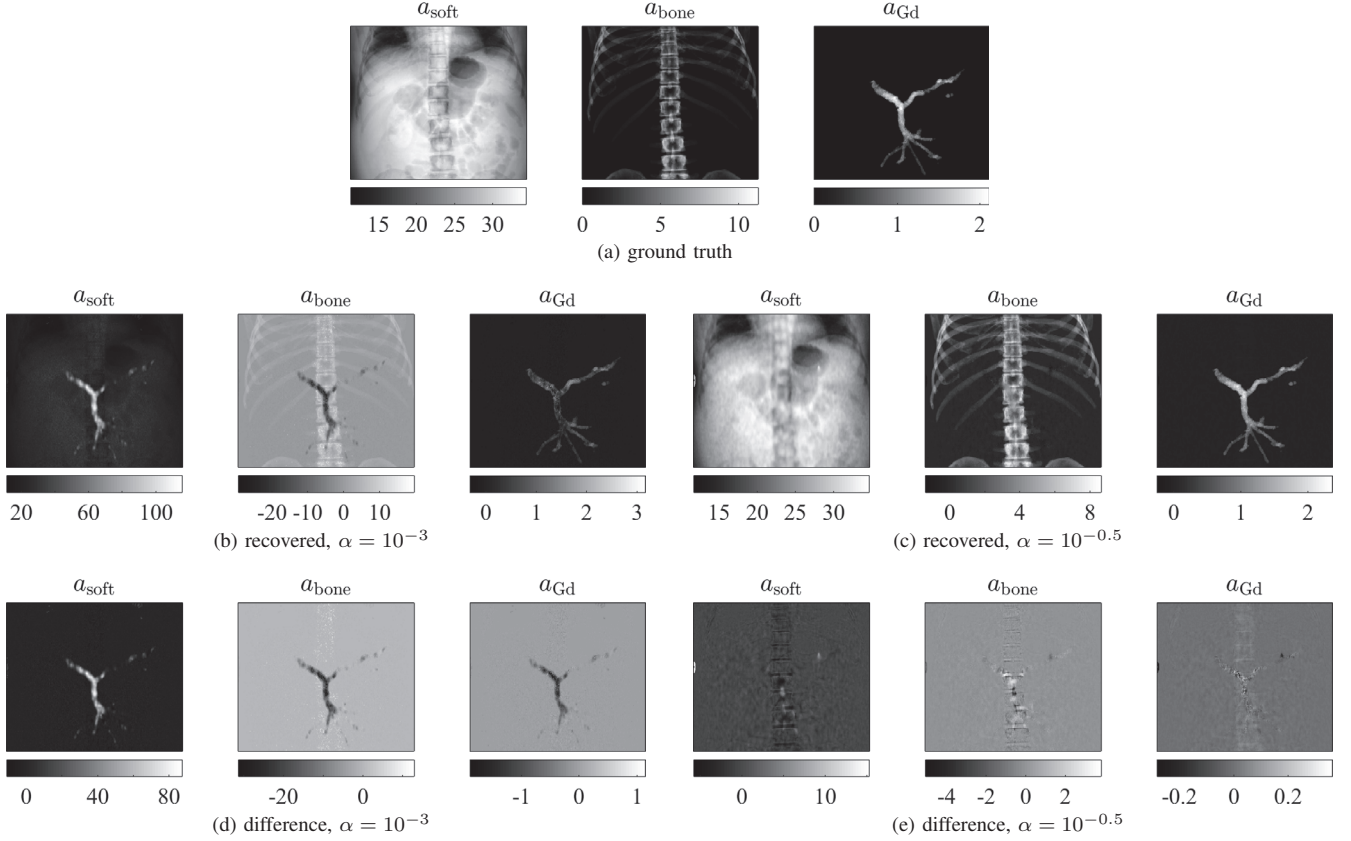 a_soft a_bone a_Gd
15 20 25 30 0 5 10 0 1 2
(a) ground truth
a_soft a_bone a_Gd a_soft a_bone a_Gd
20 60 100 -20 -10 0 10 0 1 2 3 15 20 25 30 0 4 8 0 1 2
(b) recovered, α = 10^{-3} (c) recovered, α = 10^{-0.5}
a_soft a_bone a_Gd a_soft a_bone a_Gd
0 40 80 -20 0 -1 0 1 0 10 -4 -2 0 2 -0.2 0 0.2
(d) difference, α = 10^{-3} (e) difference, α = 10^{-0.5}